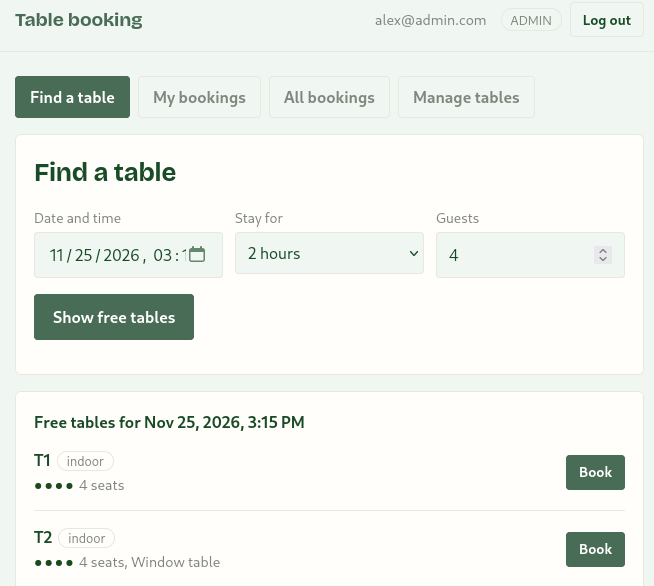 Table booking
alex@admin.com ADMIN Log out
Find a table My bookings All bookings Manage tables
Find a table
Date and time Stay for Guests
11/25/2026, 03: 2 hours 4
Show free tables
Free tables for Nov 25, 2026, 3:15 PM
T1 indoor
4 seats
Book
T2 indoor
4 seats, Window table
Book